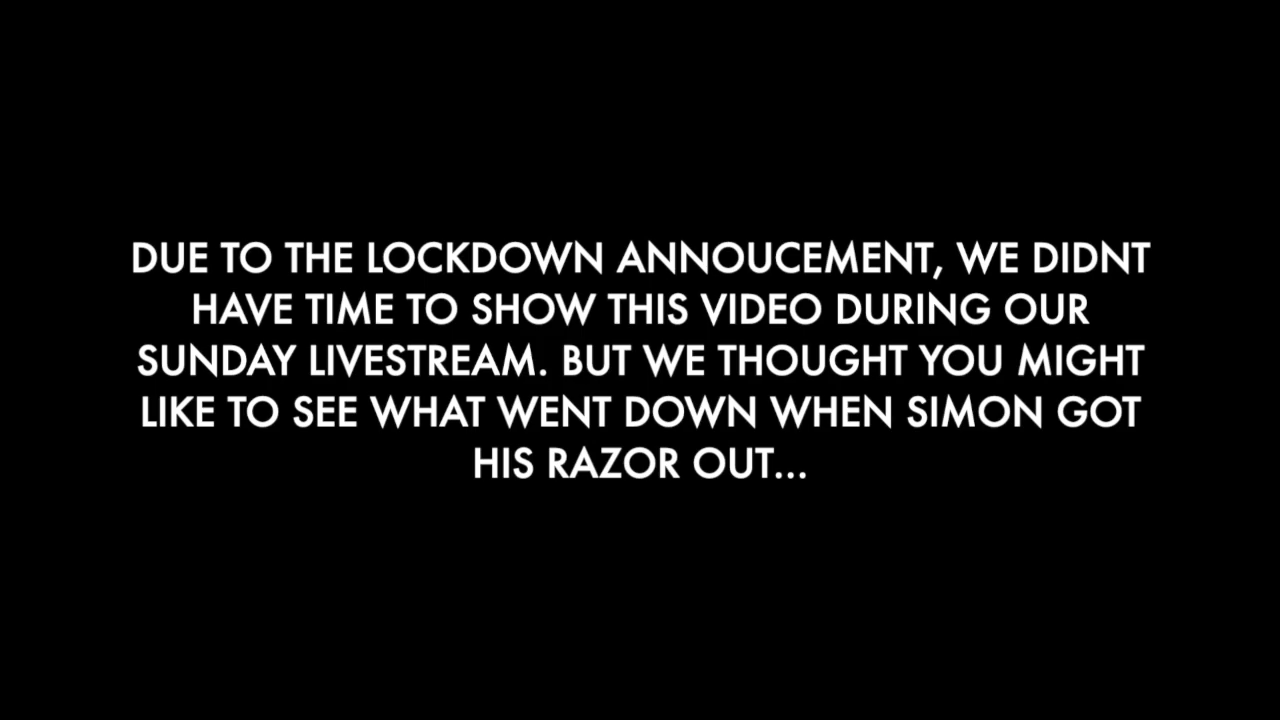 DUE TO THE LOCKDOWN ANNOUCEMENT, WE DIDNT
HAVE TIME TO SHOW THIS VIDEO DURING OUR
SUNDAY LIVESTREAM. BUT WE THOUGHT YOU MIGHT
LIKE TO SEE WHAT WENT DOWN WHEN SIMON GOT
HIS RAZOR OUT...